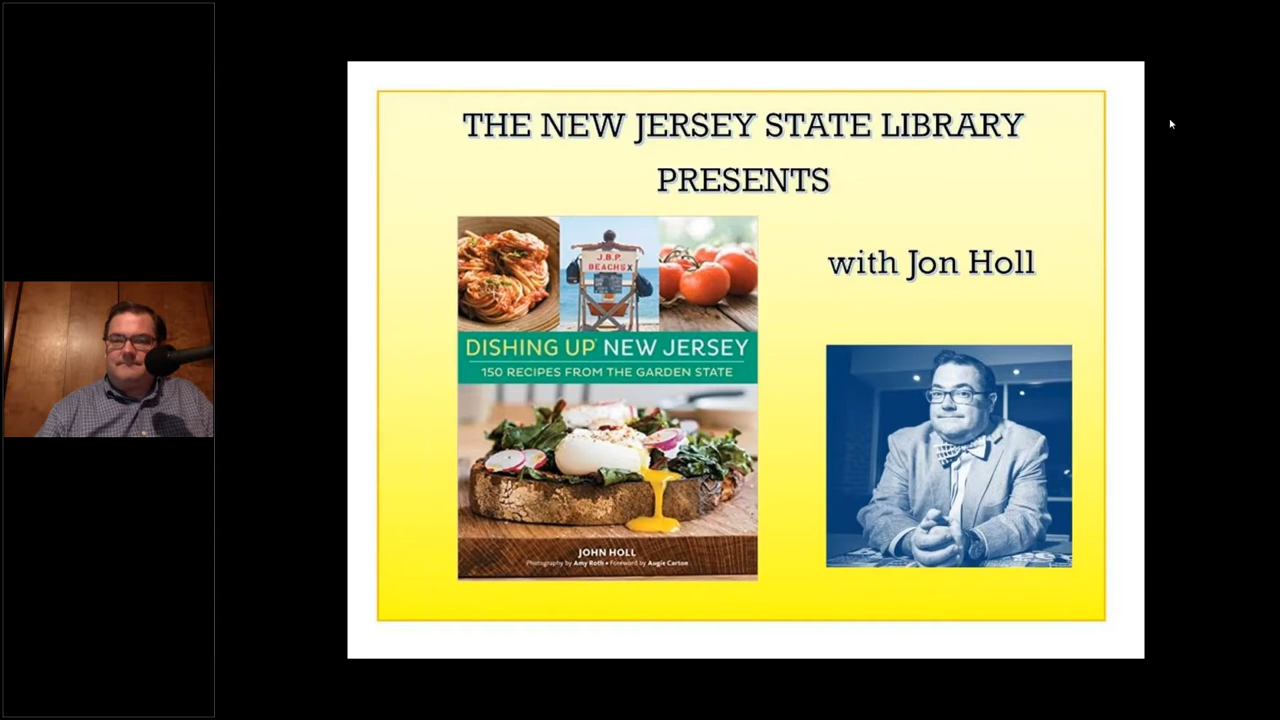 THE NEW JERSEY STATE LIBRARY
PRESENTS
with Jon Holl
J.B.P.
BEACHSX
DISHING UP® NEW JERSEY
150 RECIPES FROM THE GARDEN STATE
JOHN HOLL
Photography by Amy Roth • Foreword by Augie Carton